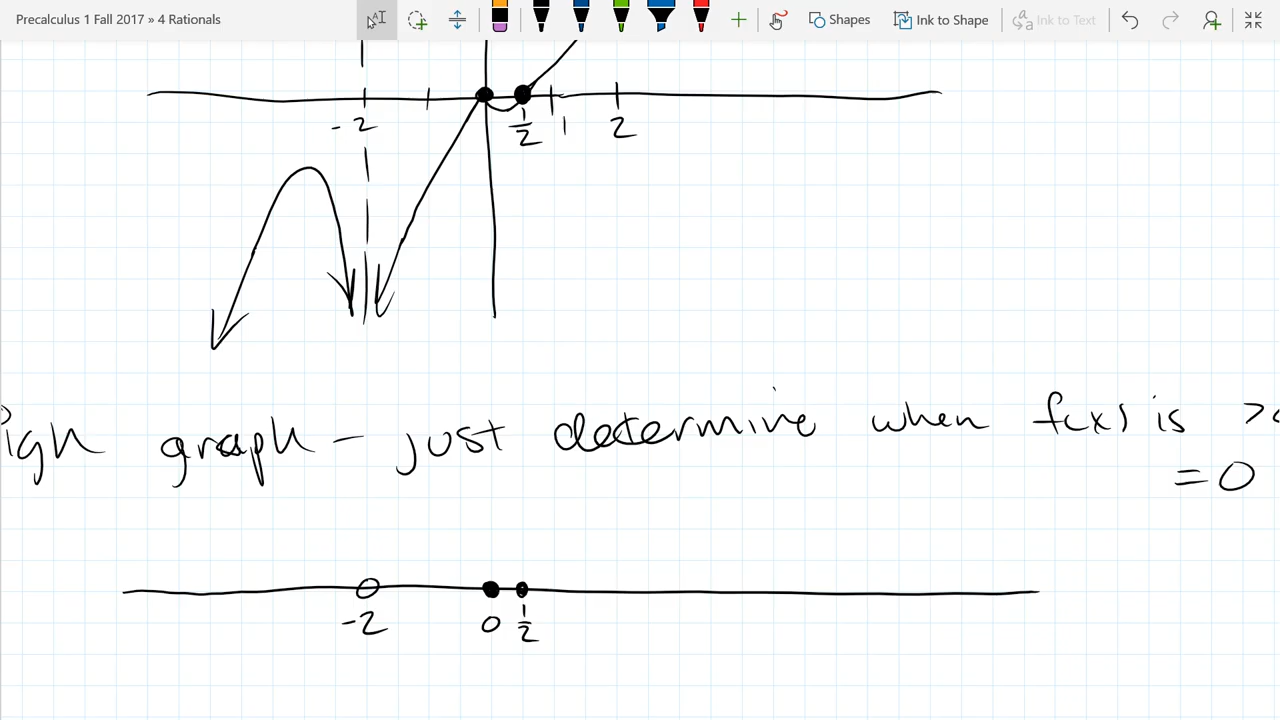 Precalculus 1 Fall 2017 » 4 Rationals
Shapes
Ink to Shape
Ink to Text
-2 1/2 1 2
graph - just determine when f(x) is >
= 0
-2 0 1/2